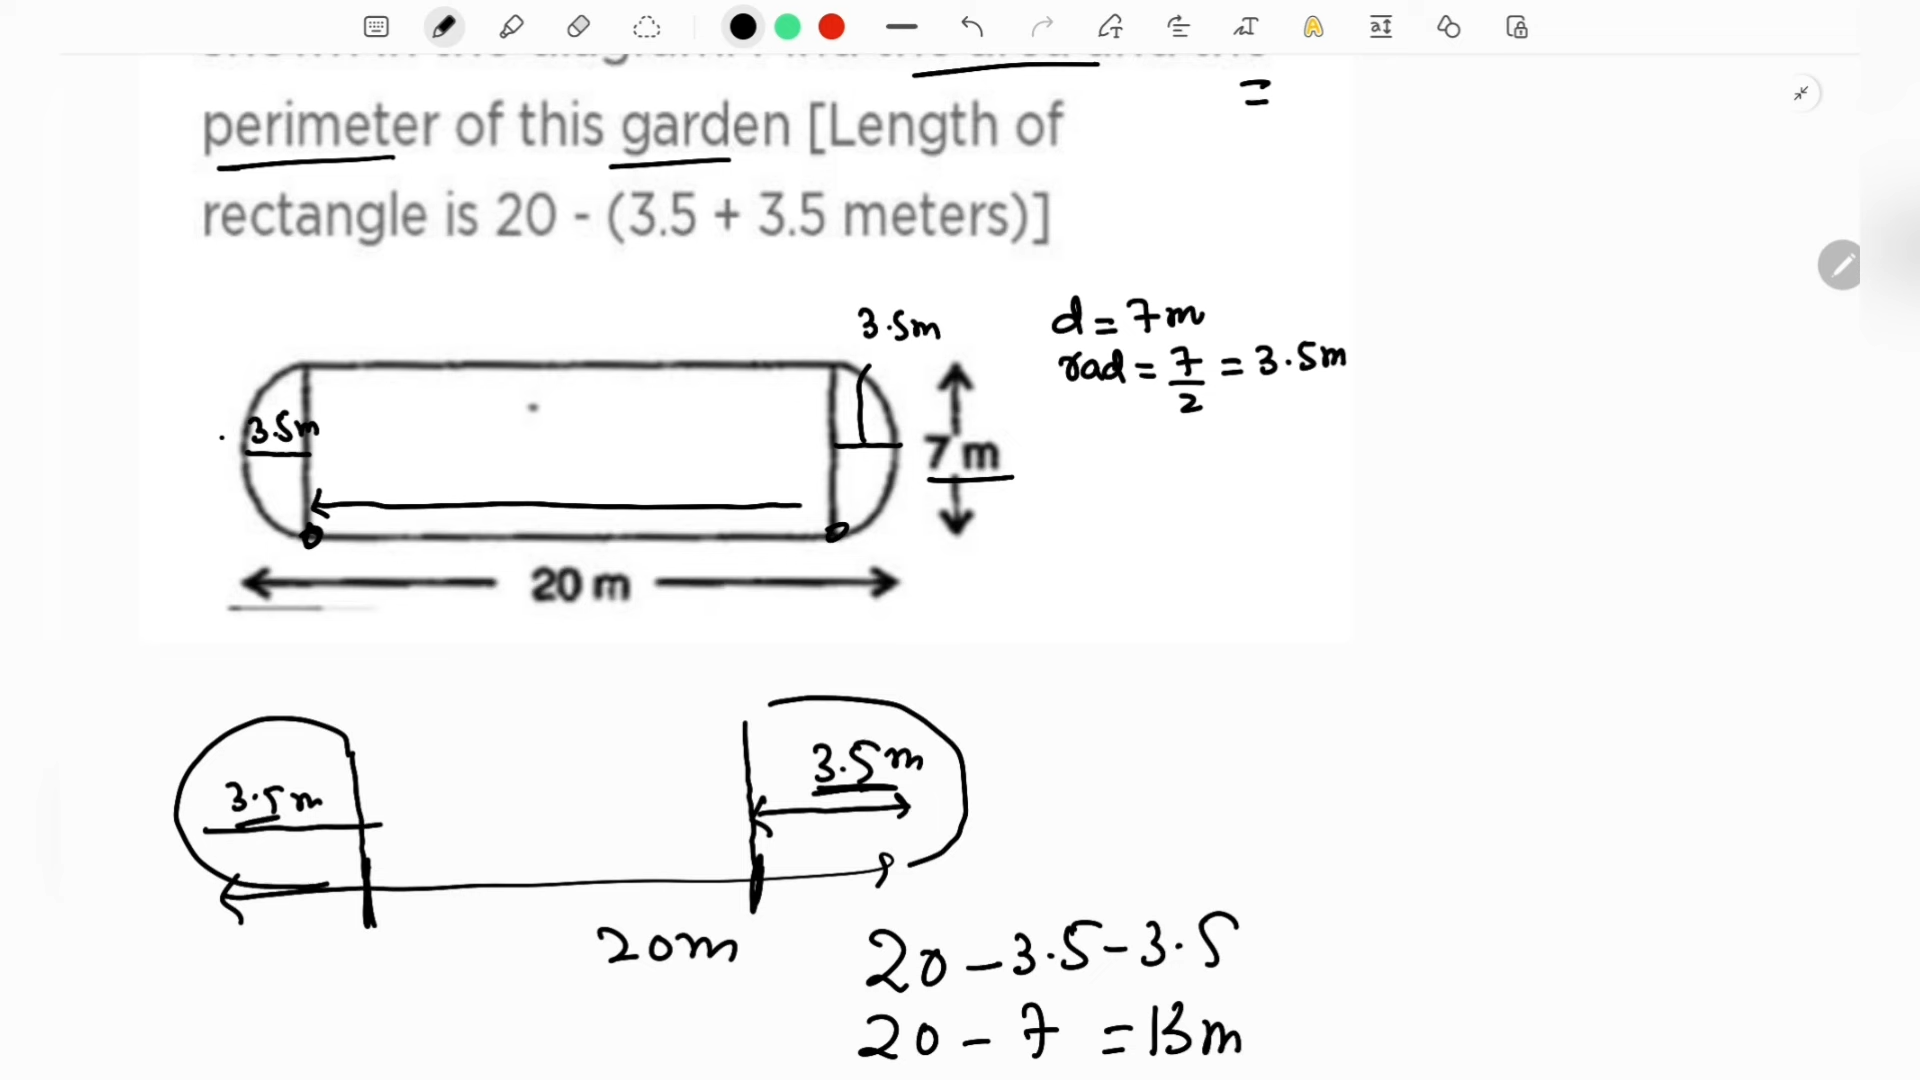 perimeter of this garden [Length of
=
rectangle is 20 - (3.5 + 3.5 meters)]
3.5m
d = 7m
rad = 7/2 = 3.5m
3.5m
7 m
20 m
3.5m
3.5m
20m
20 - 3.5 - 3.5
20 - 7 = 13m